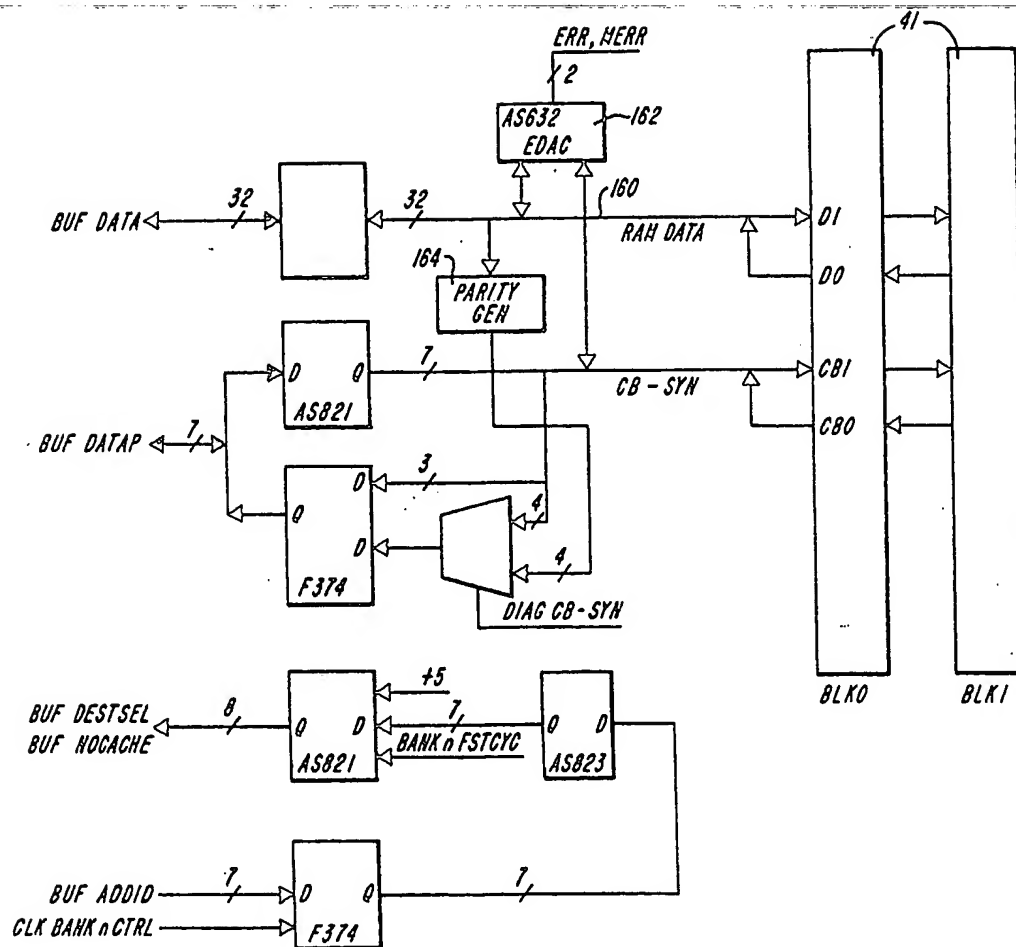 ERR, MERR
41
2
AS632
EDAC
162
32
32
160
BUF DATA
RAM DATA
DI
164
DO
PARITY
GEN
D Q
7
CBI
AS821
CB-SYN
7
BUF DATAP
CBO
3
D
Q
4
D
4
F374
DIAG CB-SYN
BLK0
BLK1
+5
BUF DESTSEL
8
Q D
7
Q D
BUF NOCACHE
BANK n FSTCYC
AS821
AS823
BUF ADDID
7
D Q
7
CLK BANK n CTRL
F374